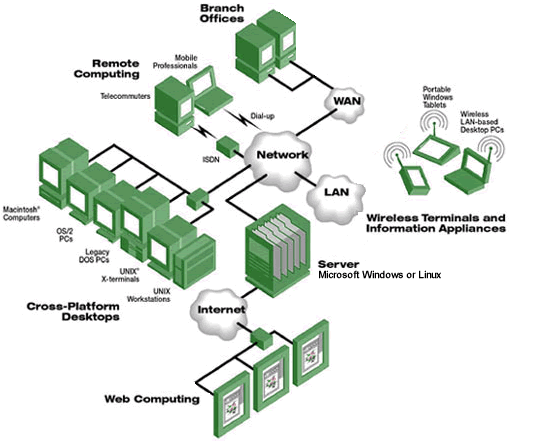 Branch
Offices
Remote
Computing
Mobile
Professionals
Telecommuters
Dial-up
ISDN
WAN
Network
LAN
Portable
Windows
Tablets
Wireless
LAN-based
Desktop PCs
Wireless Terminals and
Information Appliances
Macintosh®
Computers
OS/2
PCs
Legacy
DOS PCs
UNIX®
X-terminals
UNIX
Workstations
Cross-Platform
Desktops
Server
Microsoft Windows or Linux
Internet
Web Computing